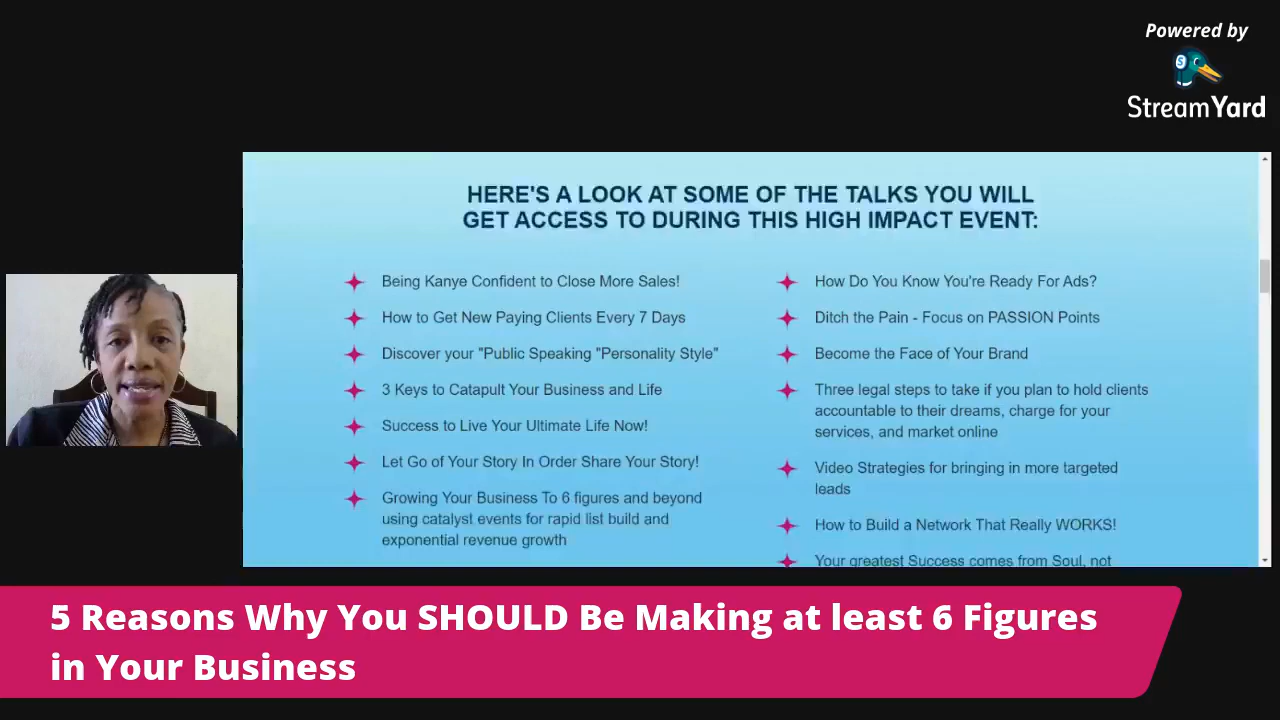 Powered by
StreamYard
HERE'S A LOOK AT SOME OF THE TALKS YOU WILL
GET ACCESS TO DURING THIS HIGH IMPACT EVENT:
Being Kanye Confident to Close More Sales!
How to Get New Paying Clients Every 7 Days
Discover your "Public Speaking "Personality Style"
3 Keys to Catapult Your Business and Life
Success to Live Your Ultimate Life Now!
Let Go of Your Story In Order Share Your Story!
Growing Your Business To 6 figures and beyond
using catalyst events for rapid list build and
exponential revenue growth
How Do You Know You're Ready For Ads?
Ditch the Pain - Focus on PASSION Points
Become the Face of Your Brand
Three legal steps to take if you plan to hold clients
accountable to their dreams, charge for your
services, and market online
Video Strategies for bringing in more targeted
leads
How to Build a Network That Really WORKS!
Your greatest Success comes from Soul, not
5 Reasons Why You SHOULD Be Making at least 6 Figures
in Your Business